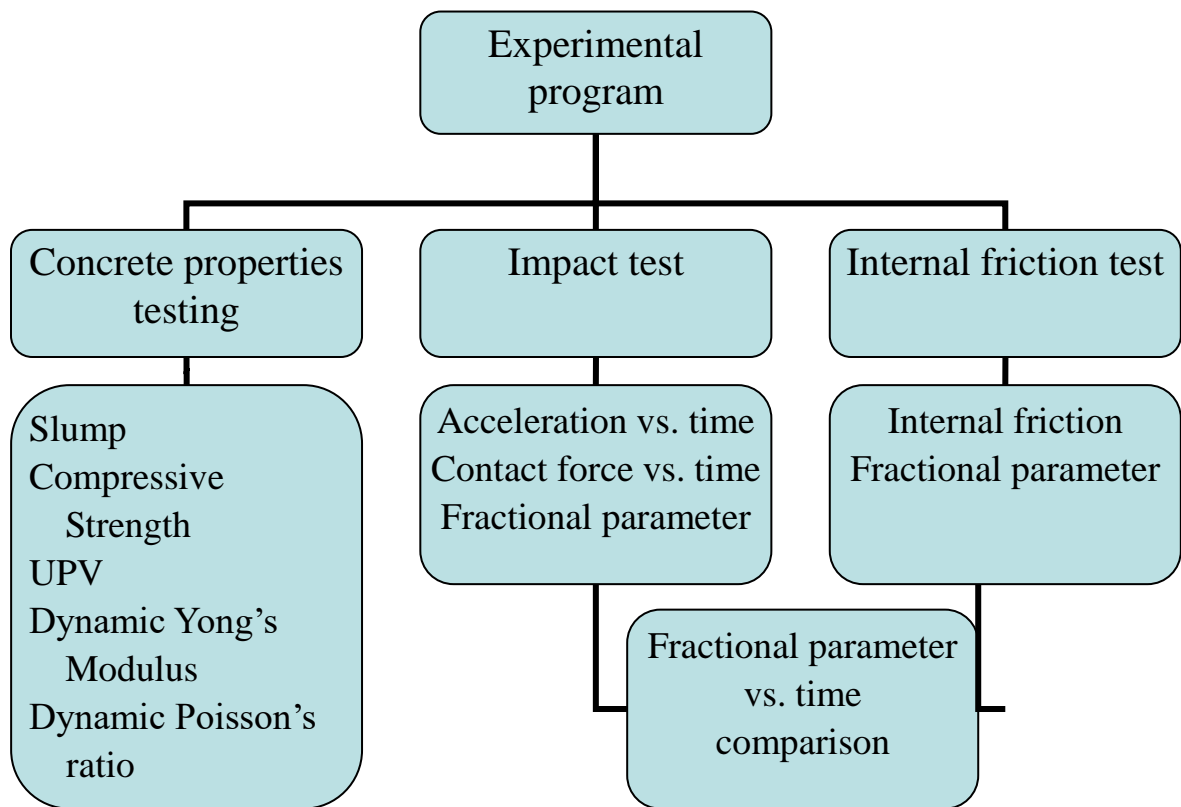 Experimental
program
Concrete properties
testing
Impact test
Internal friction test
Slump
Compressive
Strength
UPV
Dynamic Yong’s
Modulus
Dynamic Poisson’s
ratio
Acceleration vs. time
Contact force vs. time
Fractional parameter
Internal friction
Fractional parameter
Fractional parameter
vs. time
comparison